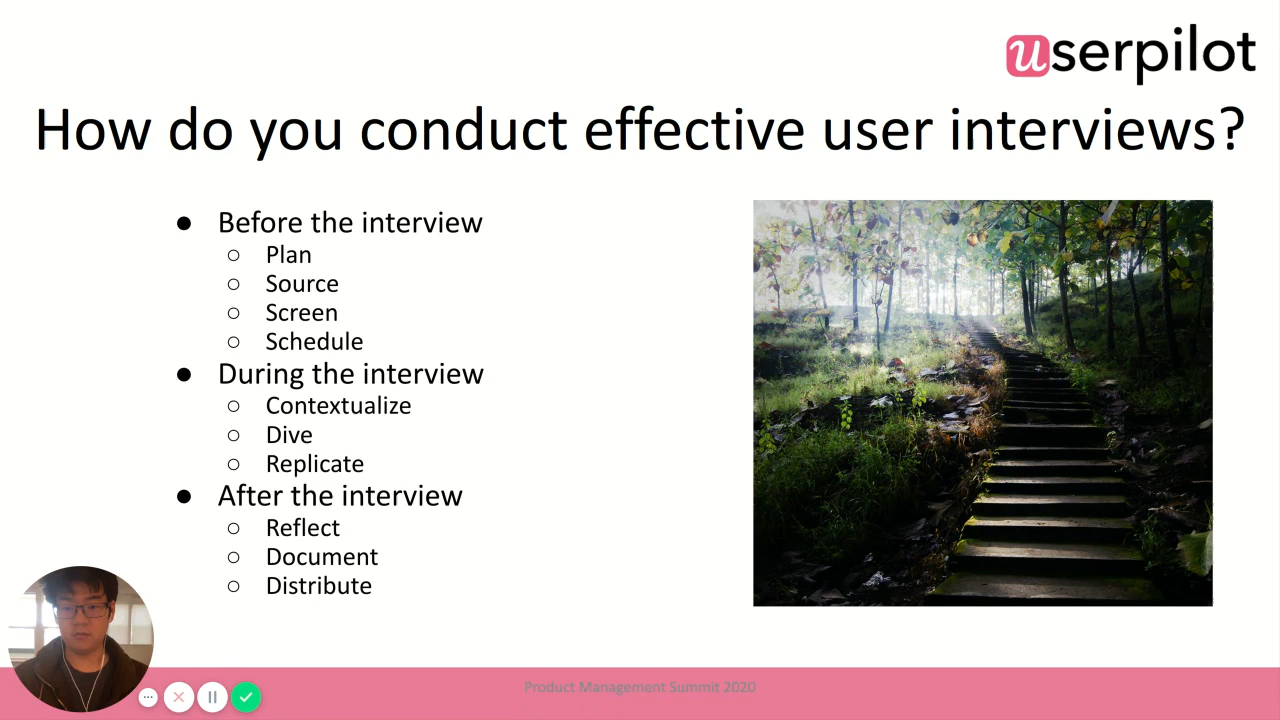 userpilot
How do you conduct effective user interviews?
● Before the interview
○ Plan
○ Source
○ Screen
○ Schedule
● During the interview
○ Contextualize
○ Dive
○ Replicate
● After the interview
○ Reflect
○ Document
○ Distribute
Product Management Summit 2020